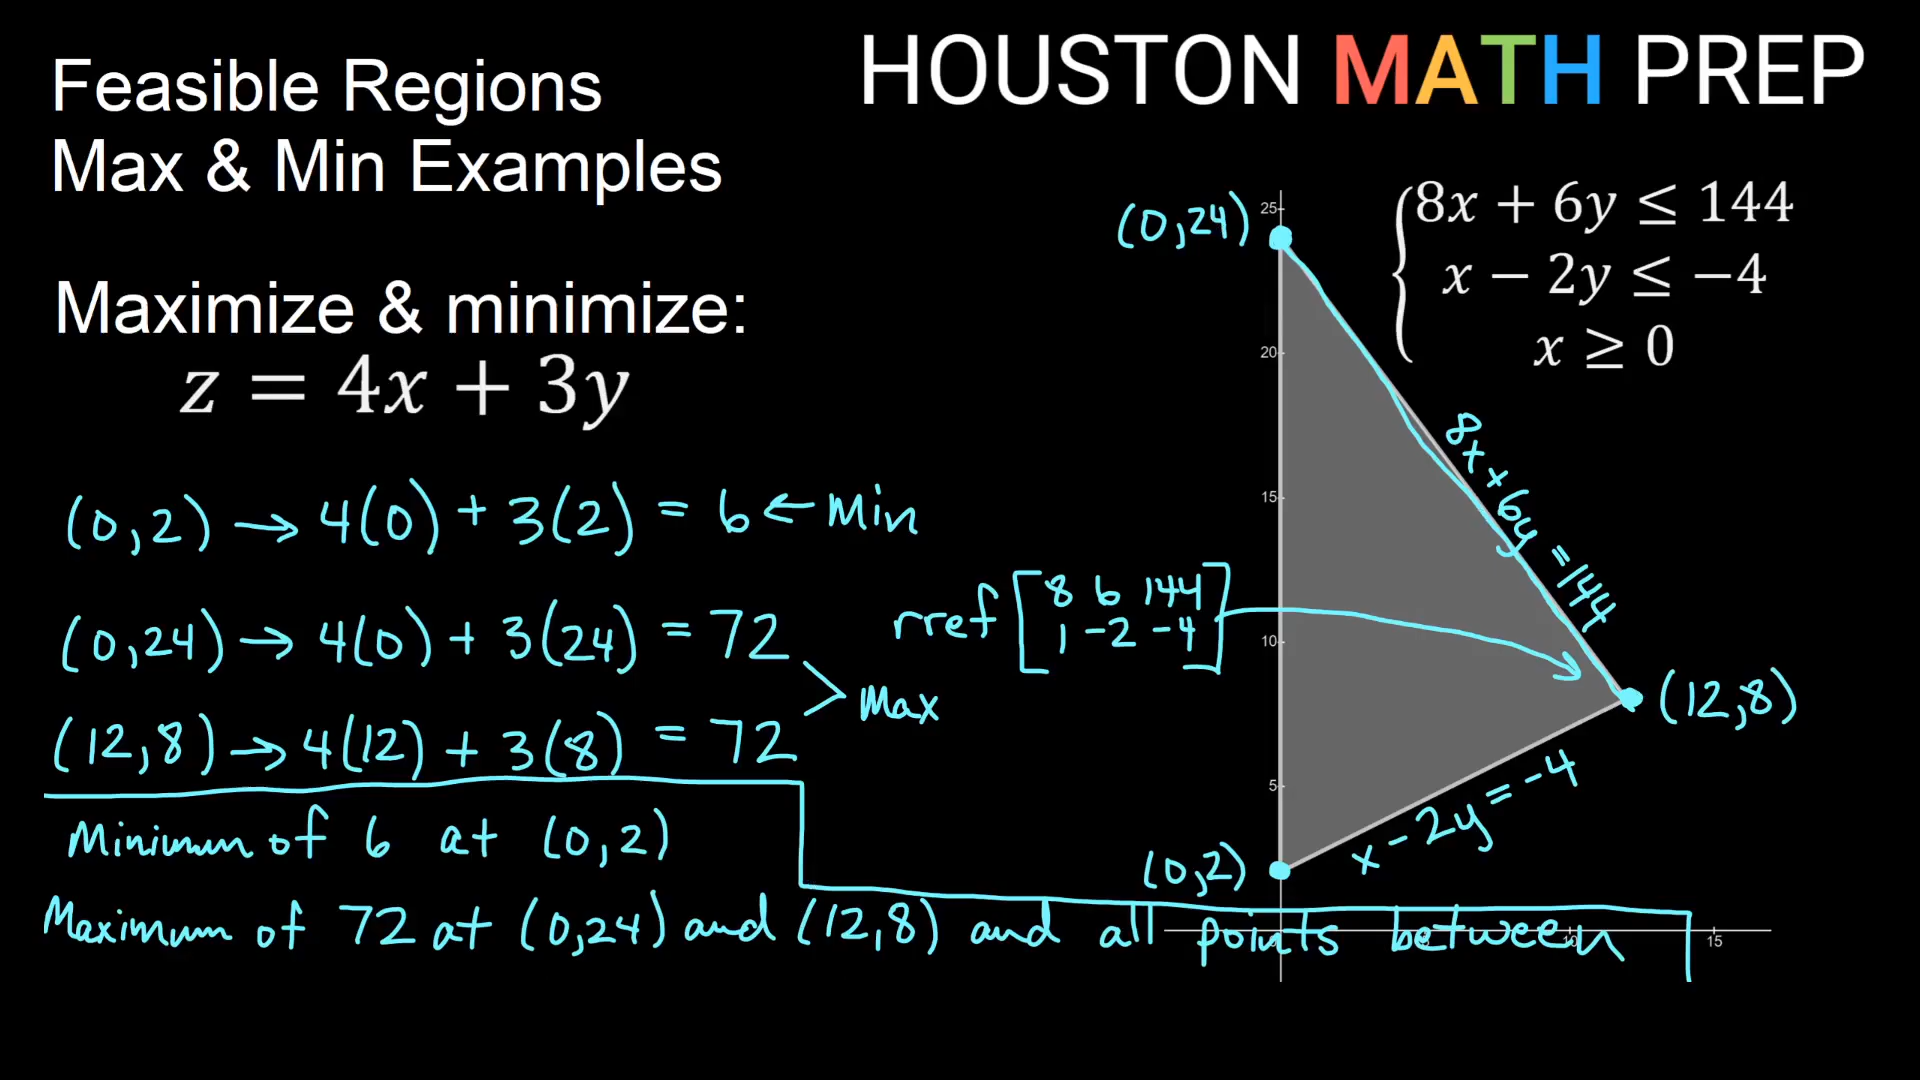 Feasible Regions
Max & Min Examples
HOUSTON MATH PREP
Maximize & minimize:
z = 4x + 3y
8x + 6y ≤ 144
x − 2y ≤ −4
x ≥ 0
(0,2) → 4(0) + 3(2) = 6 ← Min
(0,24) → 4(0) + 3(24) = 72
(12,8) → 4(12) + 3(8) = 72
Max
Minimum of 6 at (0,2)
Maximum of 72 at (0,24) and (12,8) and all points between
rref [8 6 144
1 -2 -4]
(0,24)
8x + 6y = 144
(12,8)
x - 2y = -4
(0,2)
25
20
15
10
5
10
15